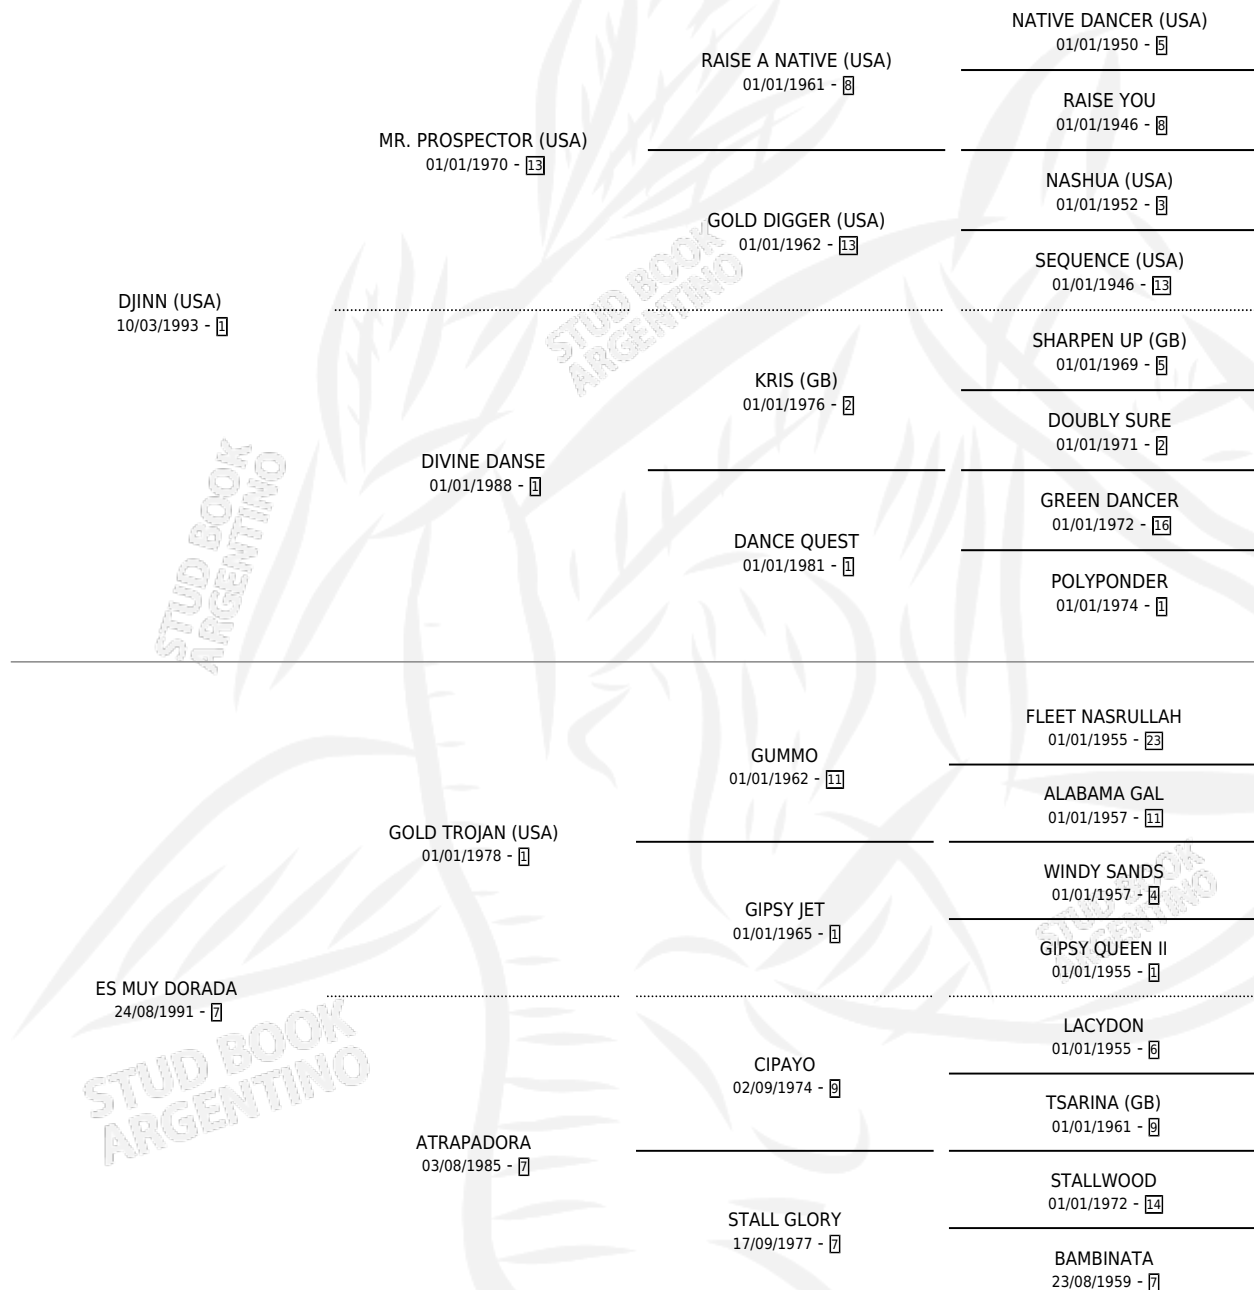 NATIVE DANCER (USA)
01/01/1950 - 5
RAISE A NATIVE (USA)
01/01/1961 - 8
RAISE YOU
01/01/1946 - 8
MR. PROSPECTOR (USA)
01/01/1970 - 13
NASHUA (USA)
01/01/1952 - 3
GOLD DIGGER (USA)
01/01/1962 - 13
SEQUENCE (USA)
01/01/1946 - 13
DJINN (USA)
10/03/1993 - 1
STUD BOOK
ARGENTINO
SHARPEN UP (GB)
01/01/1969 - 5
KRIS (GB)
01/01/1976 - 2
DOUBLY SURE
01/01/1971 - 2
DIVINE DANSE
01/01/1988 - 1
GREEN DANCER
01/01/1972 - 16
DANCE QUEST
01/01/1981 - 1
POLYPONDER
01/01/1974 - 1
STUD BOOK
ARGENTINO
FLEET NASRULLAH
01/01/1955 - 23
GUMMO
01/01/1962 - 11
ALABAMA GAL
01/01/1957 - 11
GOLD TROJAN (USA)
01/01/1978 - 1
WINDY SANDS
01/01/1957 - 4
GIPSY JET
01/01/1965 - 1
STUD BOOK
ARGENTINO
GIPSY QUEEN II
01/01/1955 - 1
ES MUY DORADA
24/08/1991 - 7
LACYDON
01/01/1955 - 6
CIPAYO
02/09/1974 - 9
TSARINA (GB)
01/01/1961 - 9
STUD BOOK
ARGENTINO
ATRAPADORA
03/08/1985 - 7
STALLWOOD
01/01/1972 - 14
STALL GLORY
17/09/1977 - 7
BAMBINATA
23/08/1959 - 7